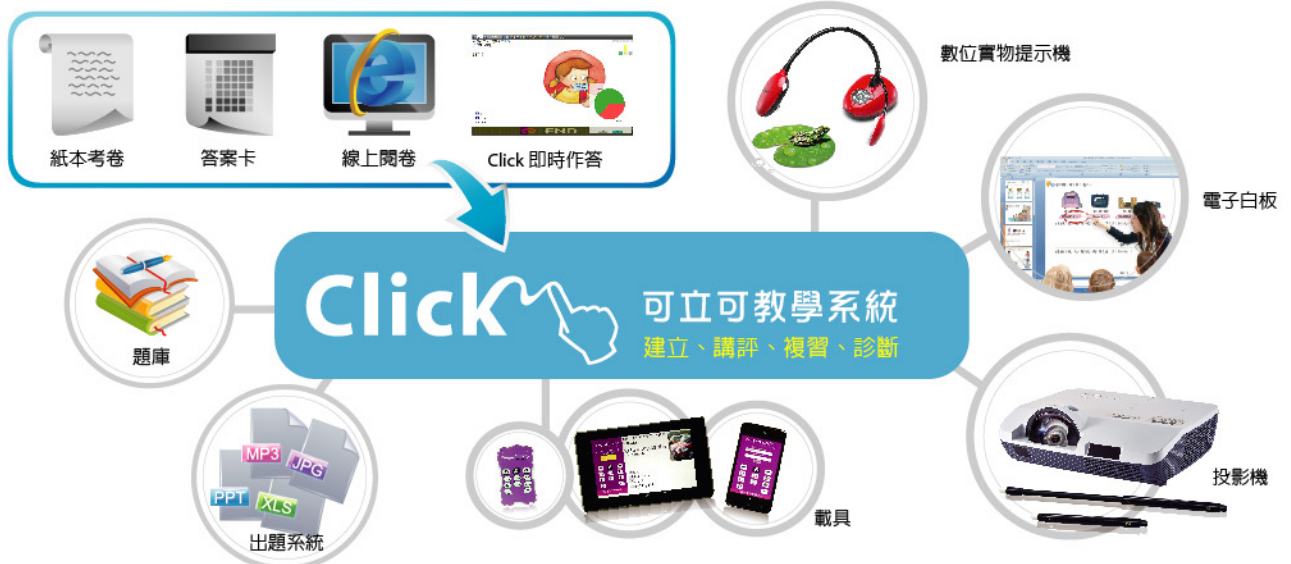 紙本考卷
答案卡
線上閱卷
Click 即時作答
END
數位實物提示機
電子白板
題庫
Click
可立可教學系統
建立、講評、複習、診斷
MP3
JPG
PPT
XLS
出題系統
載具
投影機